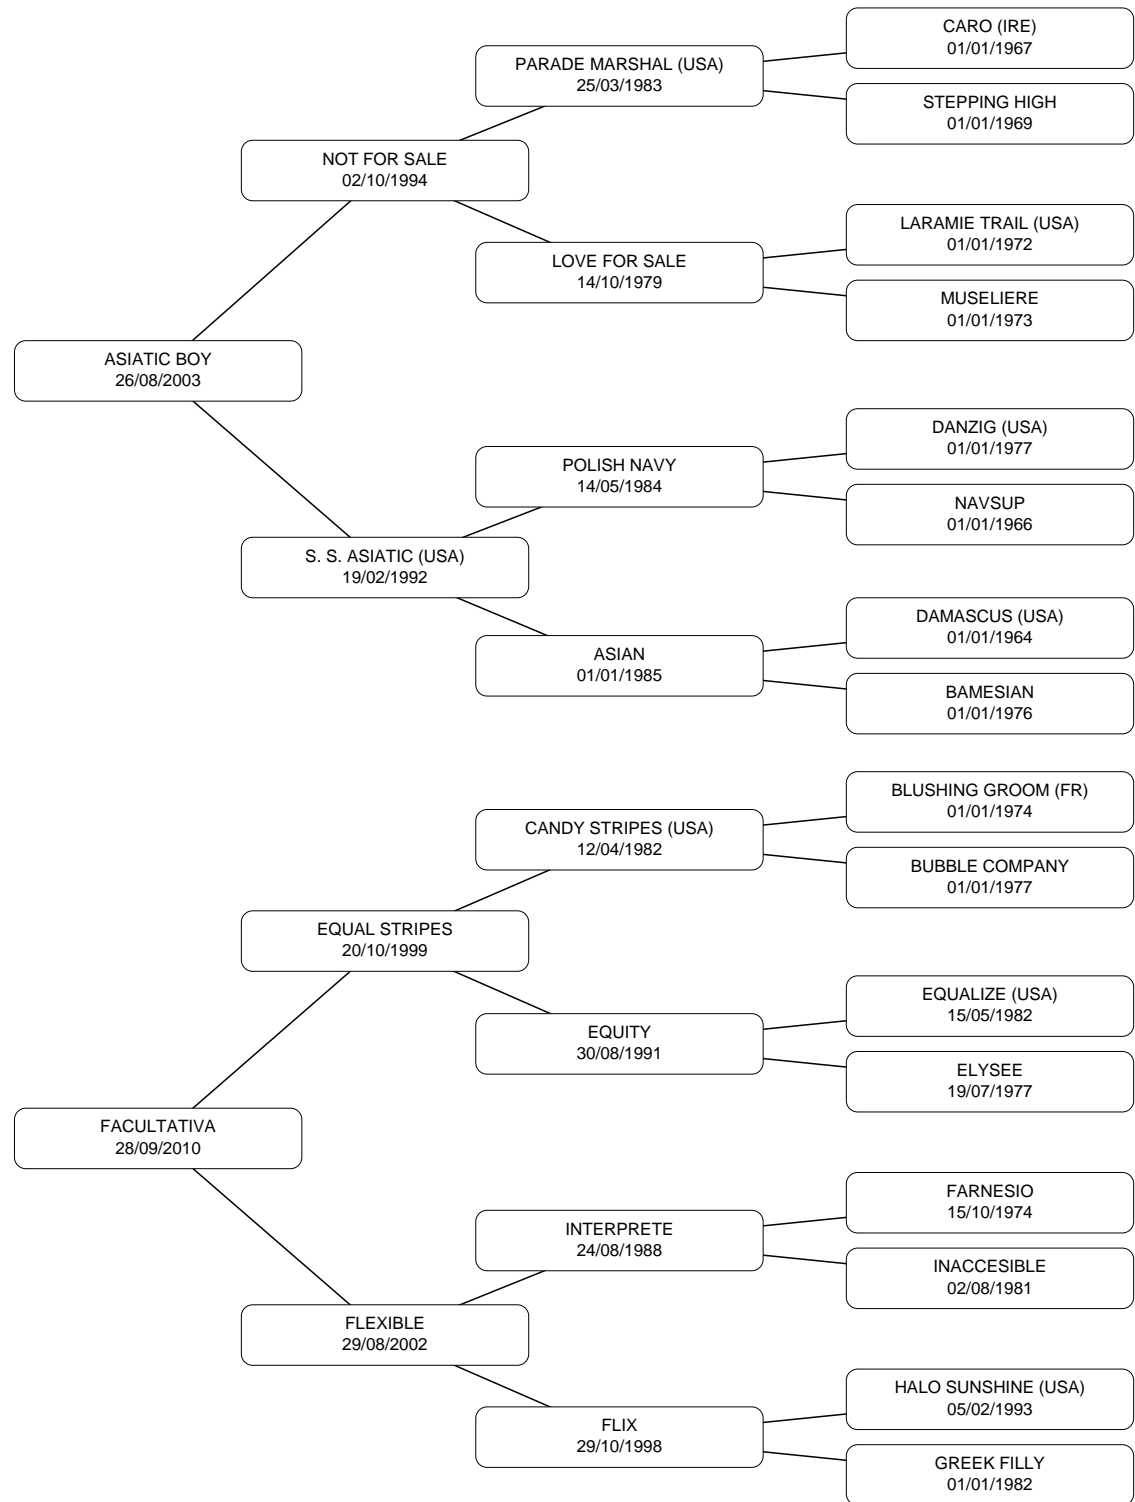 CARO (IRE)
01/01/1967
PARADE MARSHAL (USA)
25/03/1983
STEPPING HIGH
01/01/1969
NOT FOR SALE
02/10/1994
LARAMIE TRAIL (USA)
01/01/1972
LOVE FOR SALE
14/10/1979
MUSELIERE
01/01/1973
ASIATIC BOY
26/08/2003
DANZIG (USA)
01/01/1977
POLISH NAVY
14/05/1984
NAVSUP
01/01/1966
S. S. ASIATIC (USA)
19/02/1992
DAMASCUS (USA)
01/01/1964
ASIAN
01/01/1985
BAMESIAN
01/01/1976
BLUSHING GROOM (FR)
01/01/1974
CANDY STRIPES (USA)
12/04/1982
BUBBLE COMPANY
01/01/1977
EQUAL STRIPES
20/10/1999
EQUALIZE (USA)
15/05/1982
EQUITY
30/08/1991
ELYSEE
19/07/1977
FACULTATIVA
28/09/2010
FARNESIO
15/10/1974
INTERPRETE
24/08/1988
INACCESIBLE
02/08/1981
FLEXIBLE
29/08/2002
HALO SUNSHINE (USA)
05/02/1993
FLIX
29/10/1998
GREEK FILLY
01/01/1982